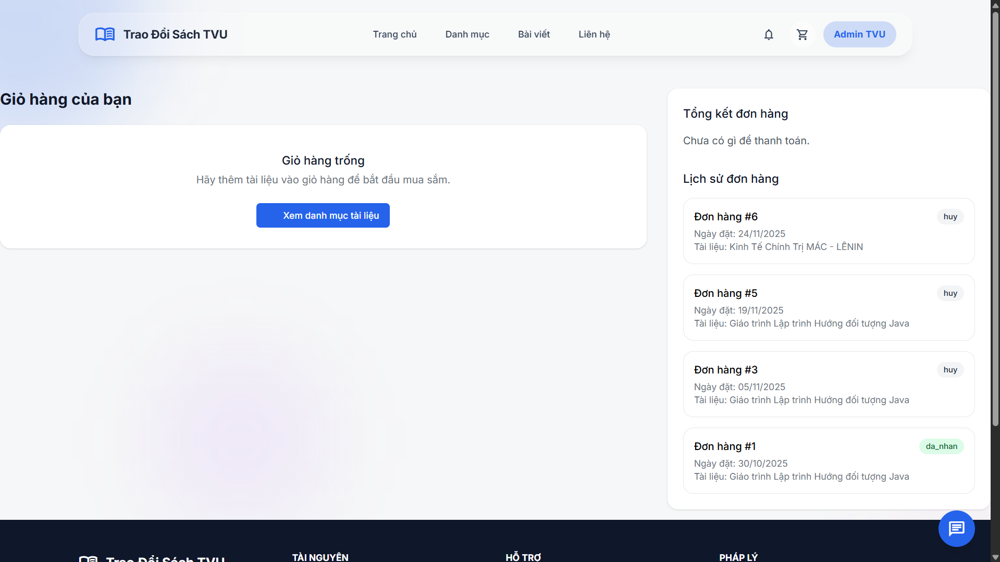 Trao Đổi Sách TVU
Trang chủ
Danh mục
Bài viết
Liên hệ
Admin TVU
Giỏ hàng của bạn
Giỏ hàng trống
Hãy thêm tài liệu vào giỏ hàng để bắt đầu mua sắm.
Xem danh mục tài liệu
Tổng kết đơn hàng
Chưa có gì để thanh toán.
Lịch sử đơn hàng
Đơn hàng #6
huy
Ngày đặt: 24/11/2025
Tài liệu: Kinh Tế Chính Trị MÁC - LÊNIN
Đơn hàng #5
huy
Ngày đặt: 19/11/2025
Tài liệu: Giáo trình Lập trình Hướng đối tượng Java
Đơn hàng #3
huy
Ngày đặt: 05/11/2025
Tài liệu: Giáo trình Lập trình Hướng đối tượng Java
Đơn hàng #1
da_nhan
Ngày đặt: 30/10/2025
Tài liệu: Giáo trình Lập trình Hướng đối tượng Java
Trao Đổi Sách TVU
TÀI NGUYÊN
HỖ TRỢ
PHÁP LÝ